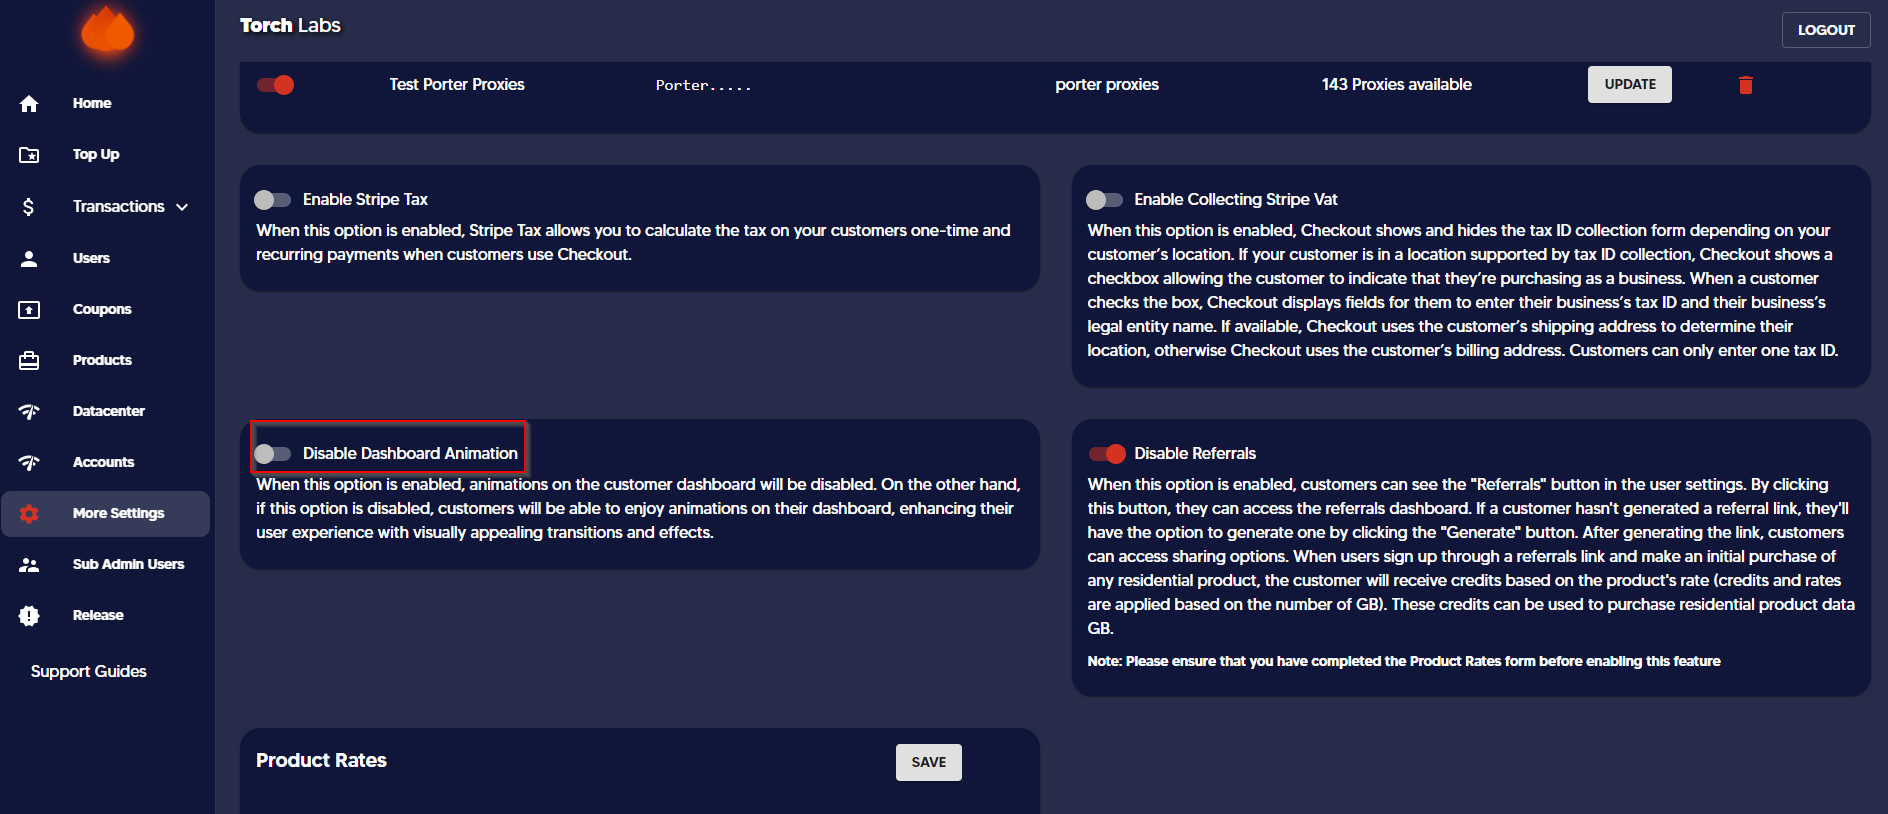 Torch Labs
LOGOUT
Home
Top Up
Transactions
Users
Coupons
Products
Datacenter
Accounts
More Settings
Sub Admin Users
Release
Support Guides
Test Porter Proxies
Porter.....
porter proxies
143 Proxies available
UPDATE
Enable Stripe Tax
When this option is enabled, Stripe Tax allows you to calculate the tax on your customers one-time and
recurring payments when customers use Checkout.
Enable Collecting Stripe Vat
When this option is enabled, Checkout shows and hides the tax ID collection form depending on your
customer’s location. If your customer is in a location supported by tax ID collection, Checkout shows a
checkbox allowing the customer to indicate that they’re purchasing as a business. When a customer
checks the box, Checkout displays fields for them to enter their business’s tax ID and their business’s
legal entity name. If available, Checkout uses the customer’s shipping address to determine their
location, otherwise Checkout uses the customer’s billing address. Customers can only enter one tax ID.
Disable Dashboard Animation
When this option is enabled, animations on the customer dashboard will be disabled. On the other hand,
if this option is disabled, customers will be able to enjoy animations on their dashboard, enhancing their
user experience with visually appealing transitions and effects.
Disable Referrals
When this option is enabled, customers can see the "Referrals" button in the user settings. By clicking
this button, they can access the referrals dashboard. If a customer hasn't generated a referral link, they'll
have the option to generate one by clicking the "Generate" button. After generating the link, customers
can access sharing options. When users sign up through a referrals link and make an initial purchase of
any residential product, the customer will receive credits based on the product's rate (credits and rates
are applied based on the number of GB). These credits can be used to purchase residential product data
GB.
Note: Please ensure that you have completed the Product Rates form before enabling this feature
Product Rates
SAVE